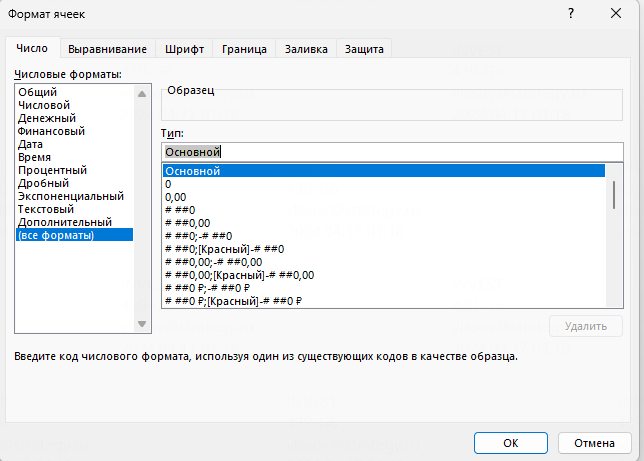 Формат ячеек
?
Число Выравнивание Шрифт Граница Заливка Защита
Числовые форматы:
Общий
Числовой
Денежный
Финансовый
Дата
Время
Процентный
Дробный
Экспоненциальный
Текстовый
Дополнительный
(все форматы)
Образец
Тип:
Основной
Основной
0
0,00
# ##0
# ##0,00
# ##0;-# ##0
# ##0;[Красный]-# ##0
# ##0,00;-# ##0,00
# ##0,00;[Красный]-# ##0,00
# ##0 ₽;-# ##0 ₽
# ##0 ₽;[Красный]-# ##0 ₽
Удалить
Введите код числового формата, используя один из существующих кодов в качестве образца.
ОК Отмена